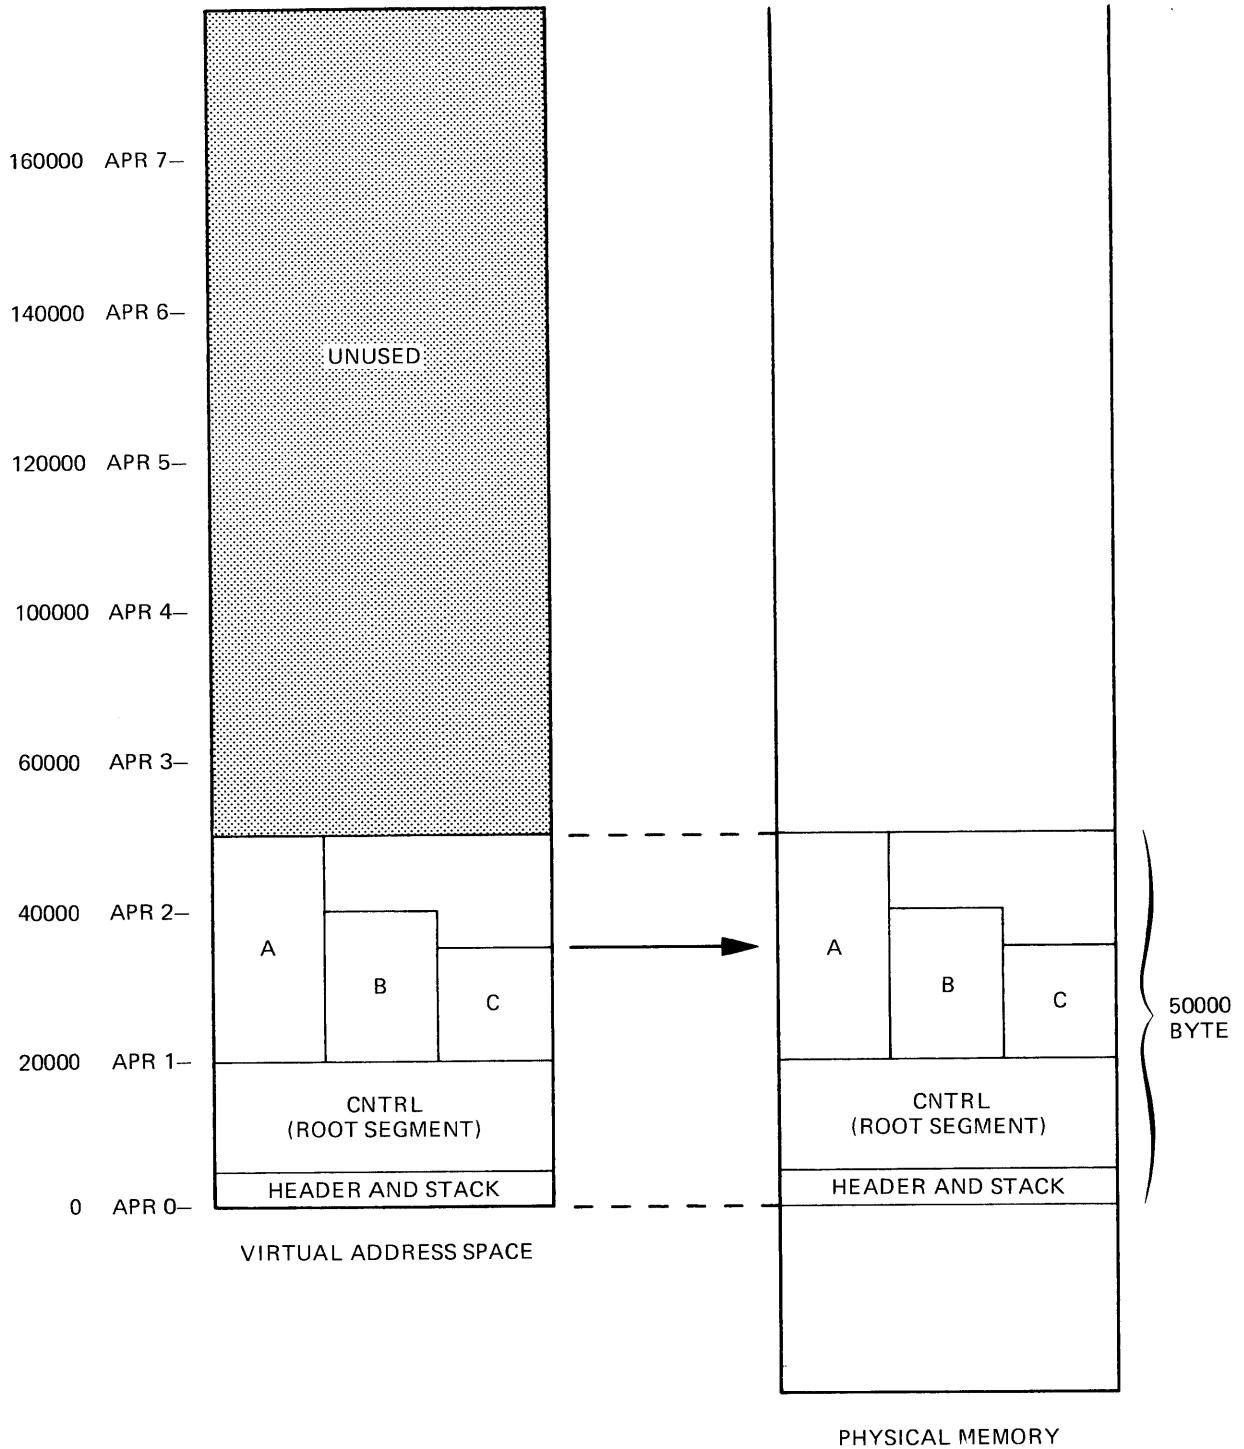 160000 APR 7–
140000 APR 6–
UNUSED
120000 APR 5–
100000 APR 4–
60000 APR 3–
40000 APR 2–
A
B
C
A
B
C
50000
BYTE
20000 APR 1–
CNTRL
(ROOT SEGMENT)
CNTRL
(ROOT SEGMENT)
HEADER AND STACK
HEADER AND STACK
0 APR 0–
VIRTUAL ADDRESS SPACE
PHYSICAL MEMORY